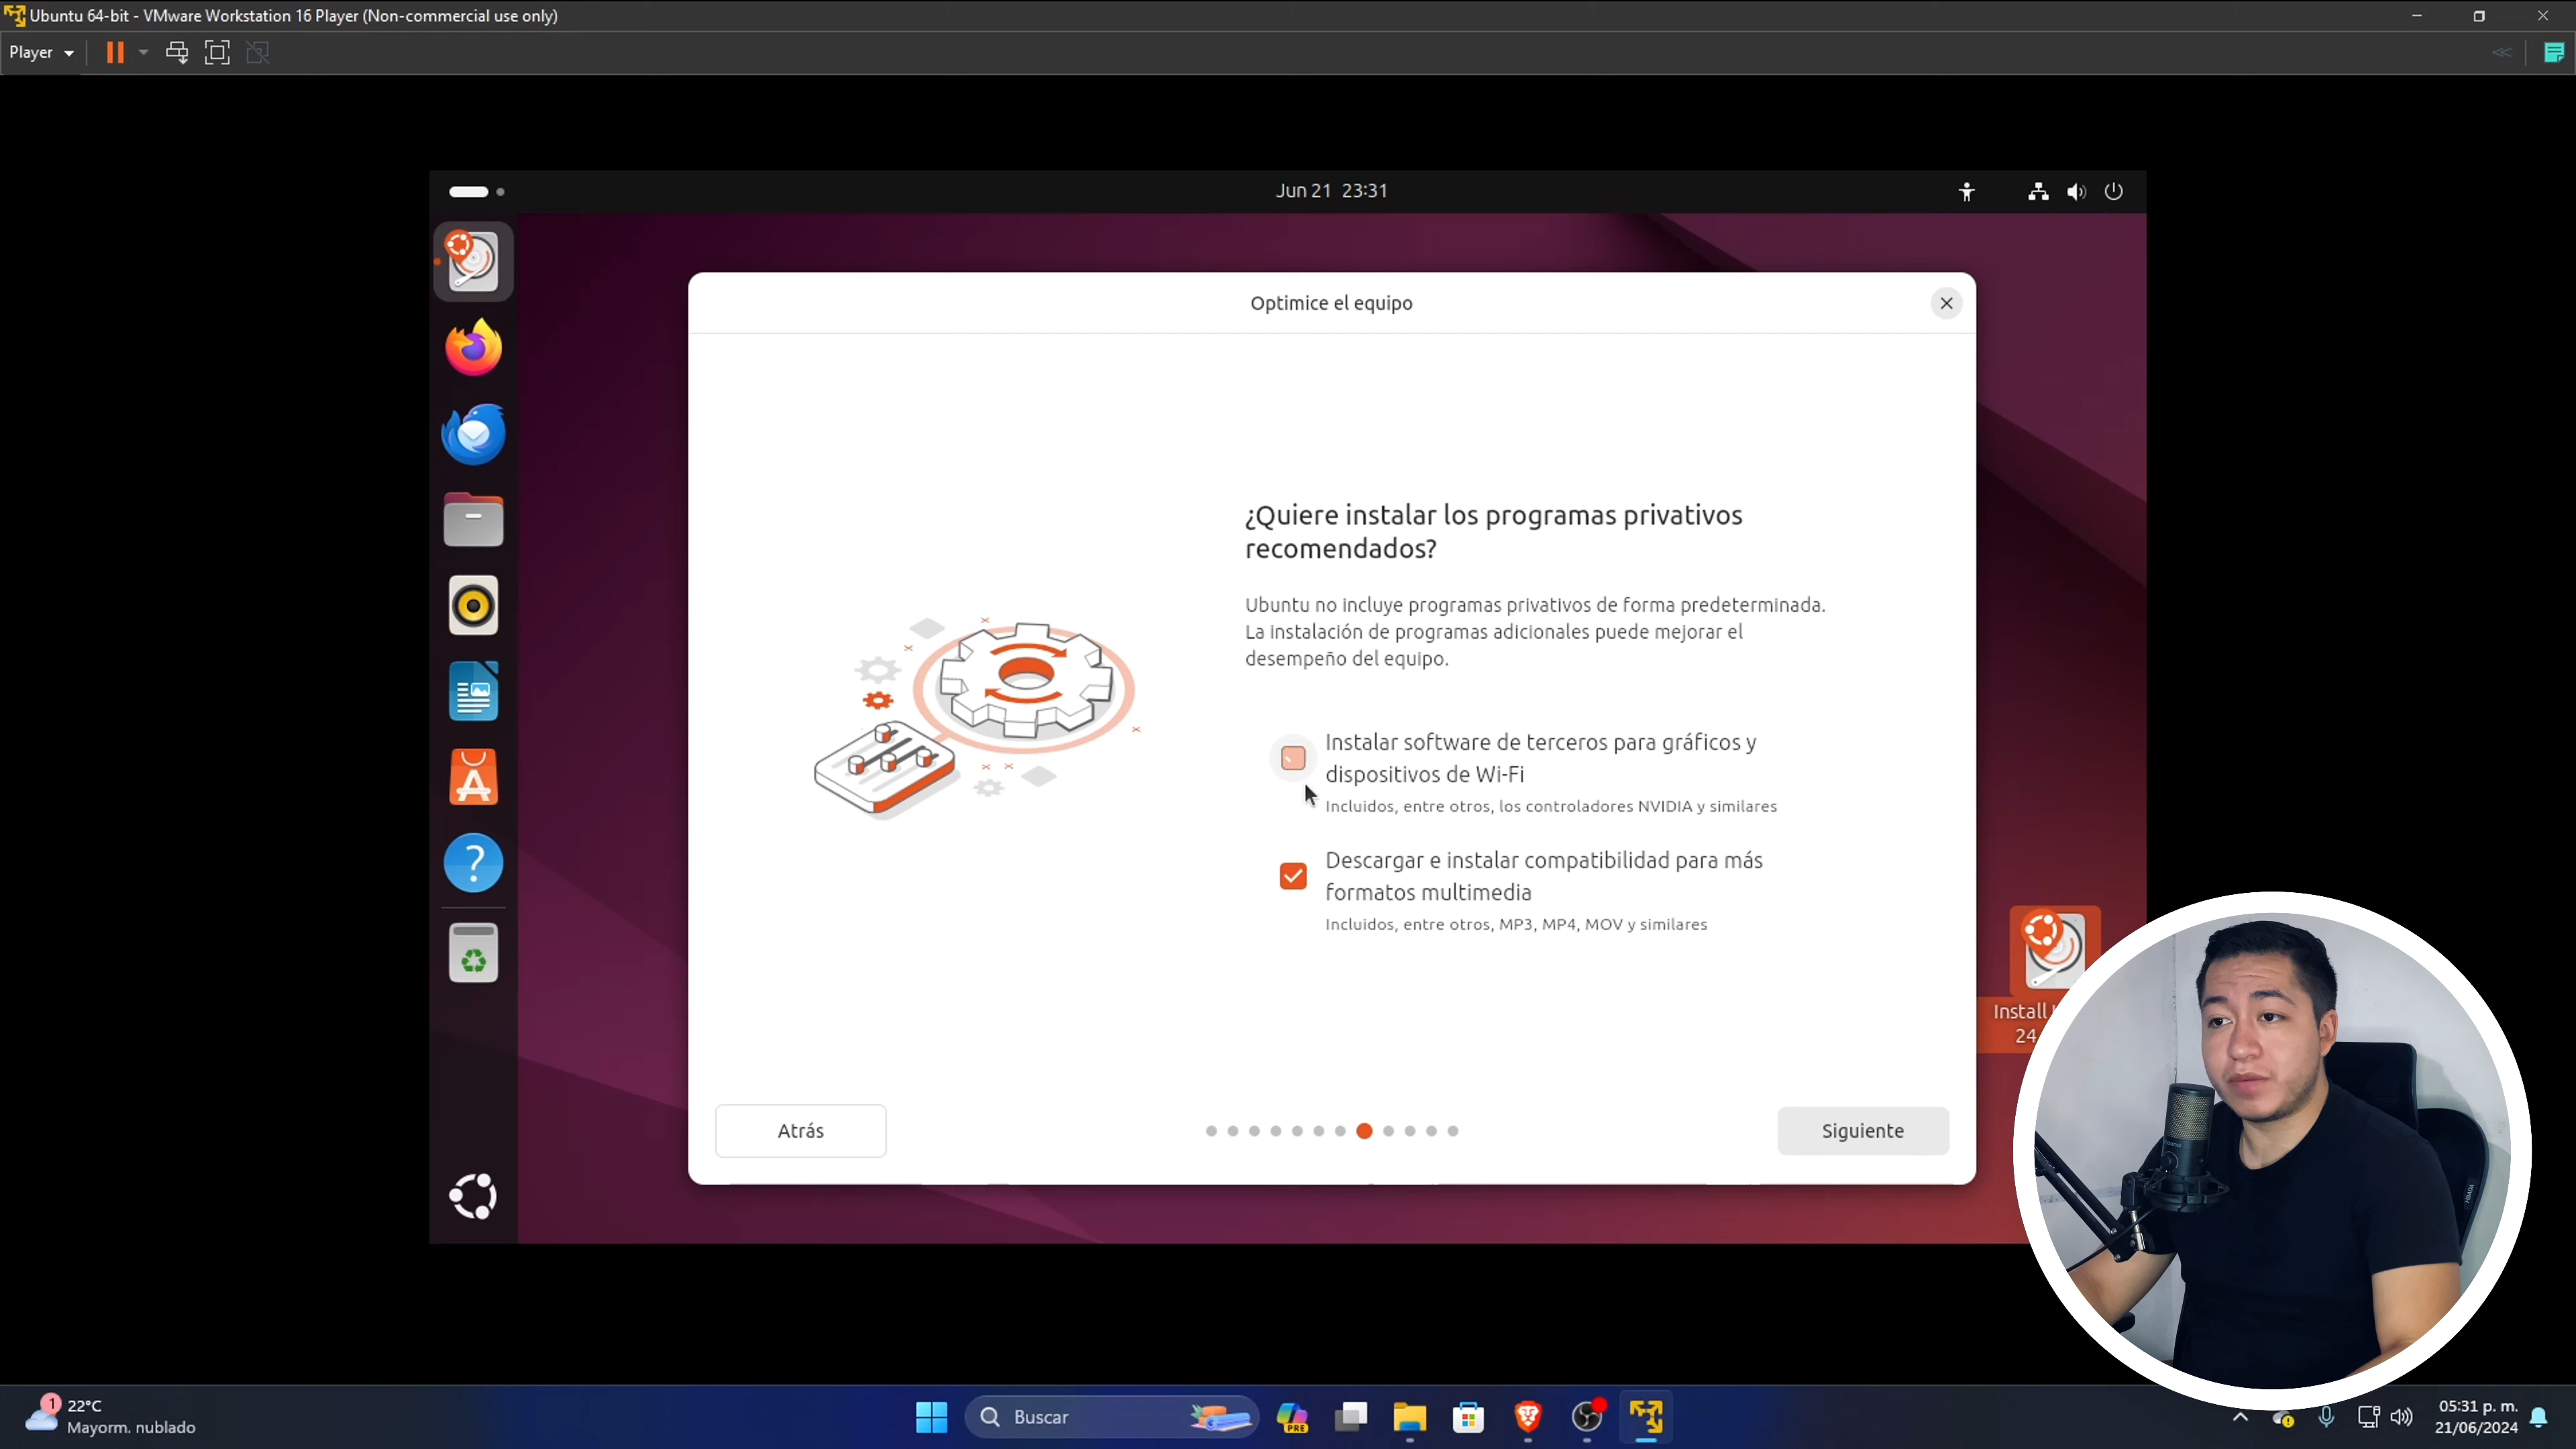 Ubuntu 64-bit - VMware Workstation 16 Player (Non-commercial use only)
Player
Jun 21 23:31
Optimice el equipo
¿Quiere instalar los programas privativos
recomendados?
Ubuntu no incluye programas privativos de forma predeterminada.
La instalación de programas adicionales puede mejorar el
desempeño del equipo.
Instalar software de terceros para gráficos y
dispositivos de Wi-Fi
Incluidos, entre otros, los controladores NVIDIA y similares
Descargar e instalar compatibilidad para más
formatos multimedia
Incluidos, entre otros, MP3, MP4, MOV y similares
Install
24
Atrás
Siguiente
1
22°C
Mayorm. nublado
Buscar
PRE
05:31 p. m.
21/06/2024